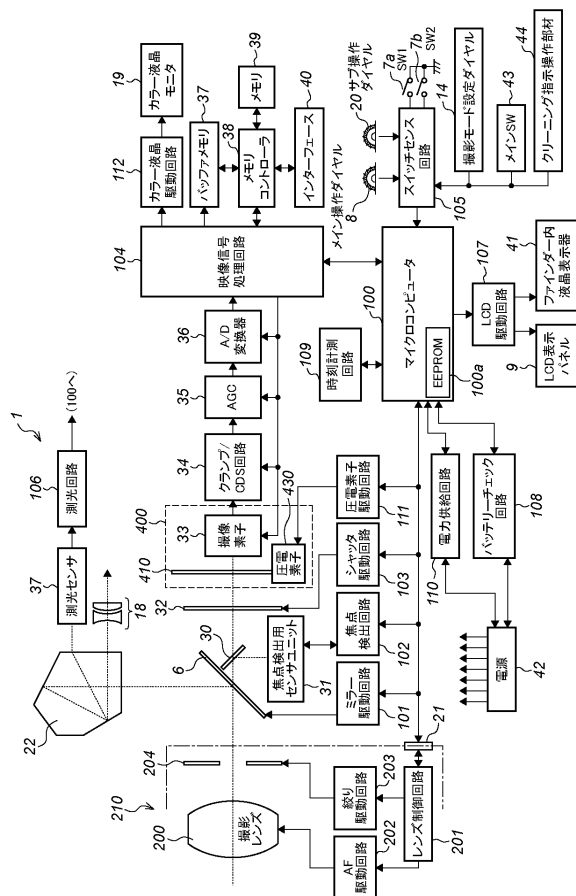 1
210
200
撮影
レンズ
204
AF駆動回路
202
絞り
駆動回路
203
レンズ制御回路
201
21
22
18
37
測光センサ
106
測光回路
(100へ)
6
30
焦点検出用
センサユニット
31
32
410
400
33
撮像
素子
圧電素子
430
34
クランプ/
CDS回路
35
AGC
36
A/D
変換器
104
映像信号
処理回路
112
カラー液晶
駆動回路
19
カラー液晶
モニタ
37
バッファメモリ
38
メモリ
コントローラ
39
メモリ
インターフェース
40
ミラー駆動回路
101
焦点
検出回路
102
シャッタ
駆動回路
103
圧電素子
駆動回路
111
109
時刻計測
回路
100
マイクロコンピュータ
EEPROM
100a
メイン操作ダイヤル
8
20
サブ操作
ダイヤル
7a
SW1
7b
SW2
スイッチセンス
回路
105
14
撮影モード設定ダイヤル
メインSW
43
クリーニング指示操作部材
44
電源
42
電力供給回路
110
バッテリーチェック
回路
108
LCD
駆動回路
107
LCD表示
パネル
9
ファインダー内
液晶表示器
41